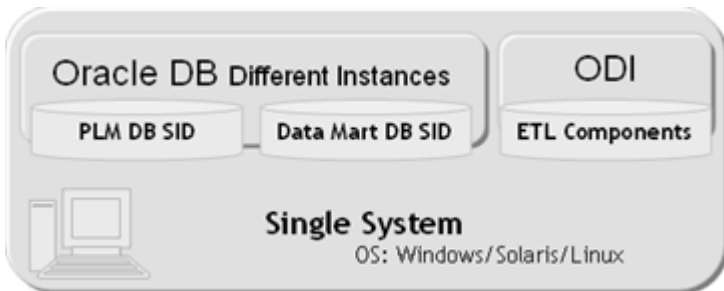 Oracle DB Different Instances
ODI
PLM DB SID
Data Mart DB SID
ETL Components
Single System
OS: Windows/Solaris/Linux